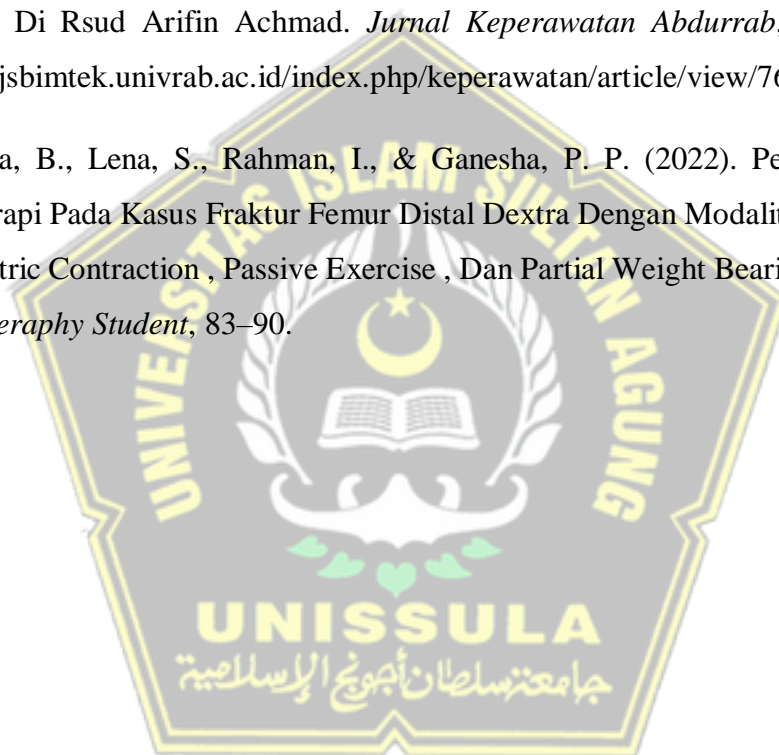 Di Rsud Arifin Achmad. Jurnal Keperawatan Abdurrab,
jsbimtek.univrab.ac.id/index.php/keperawatan/article/view/76
a, B., Lena, S., Rahman, I., & Ganesha, P. P. (2022). Pe
rapi Pada Kasus Fraktur Femur Distal Dextra Dengan Modalit
tric Contraction , Passive Exercise , Dan Partial Weight Beari
eraphy Student, 83–90.
UNIVERSITAS ISLAM SULTAN AGUNG
UNISSULA
جامعتسلطان أجونج الإسلامية